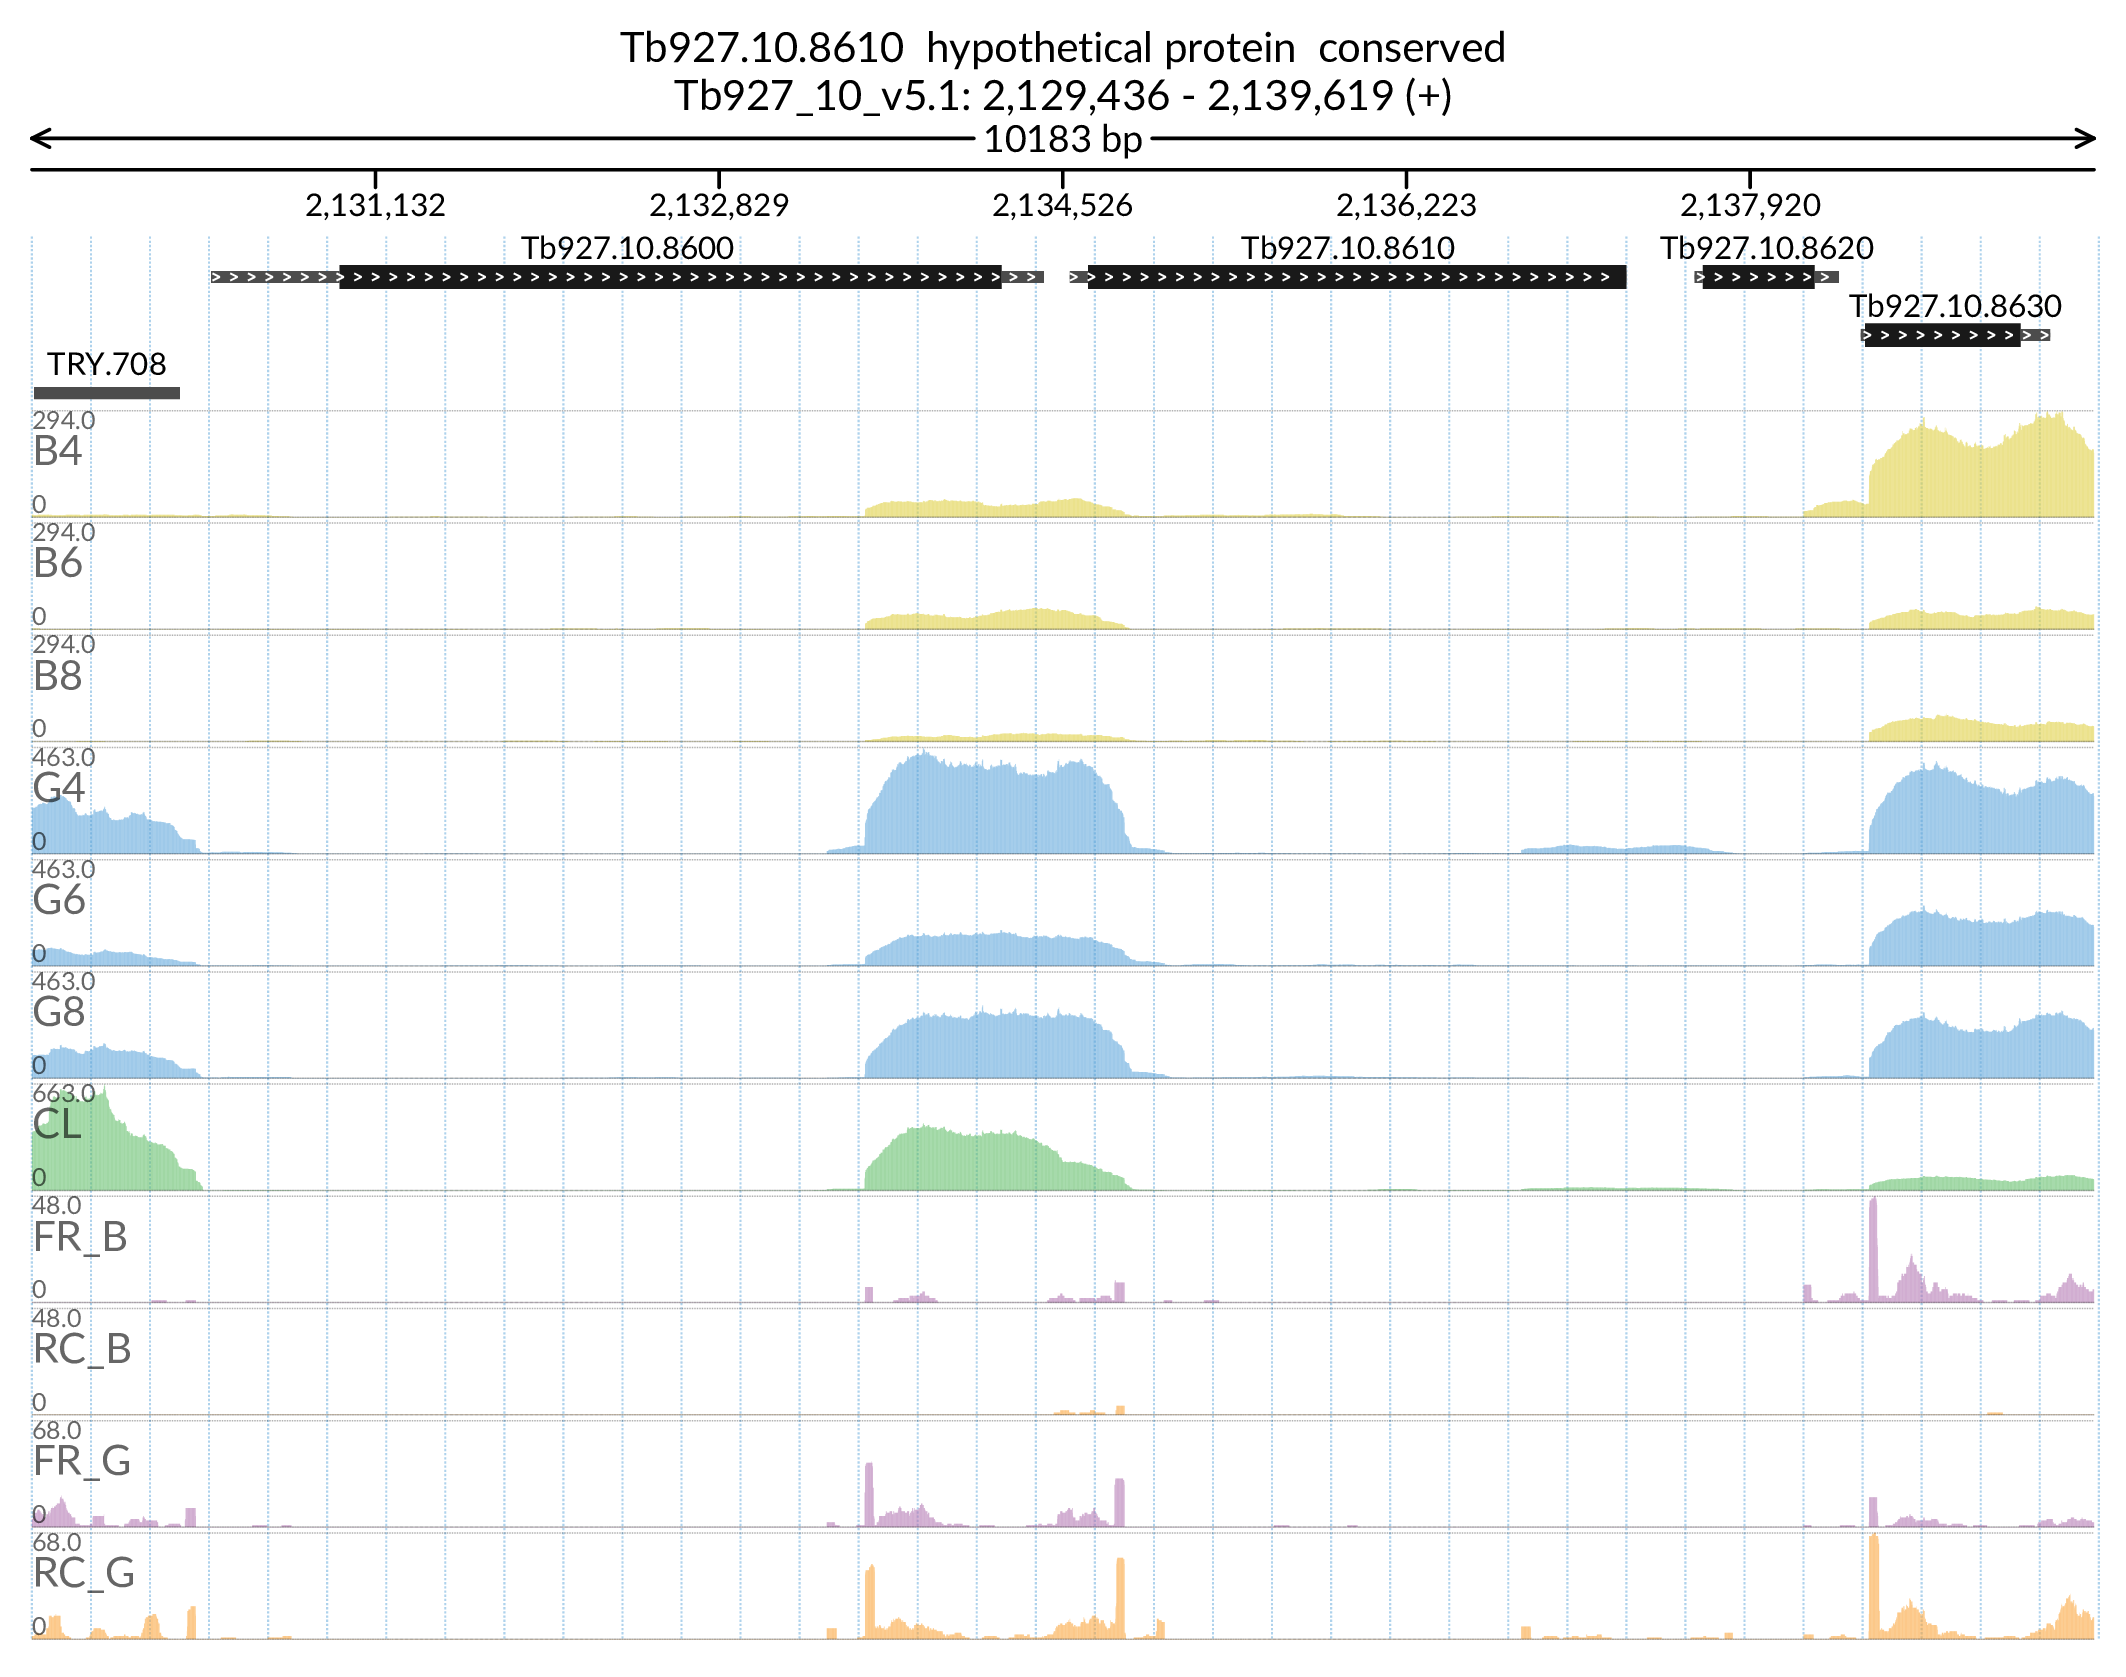 Tb927.10.8610  hypothetical protein  conserved
Tb927_10_v5.1: 2,129,436 - 2,139,619 (+)
10183 bp
2,131,132 2,132,829 2,134,526 2,136,223 2,137,920
Tb927.10.8600 Tb927.10.8610 Tb927.10.8620
Tb927.10.8630
TRY.708
294.0
B4
0
294.0
B6
0
294.0
B8
0
463.0
G4
0
463.0
G6
0
463.0
G8
0
663.0
CL
0
48.0
FR_B
0
48.0
RC_B
0
68.0
FR_G
0
68.0
RC_G
0